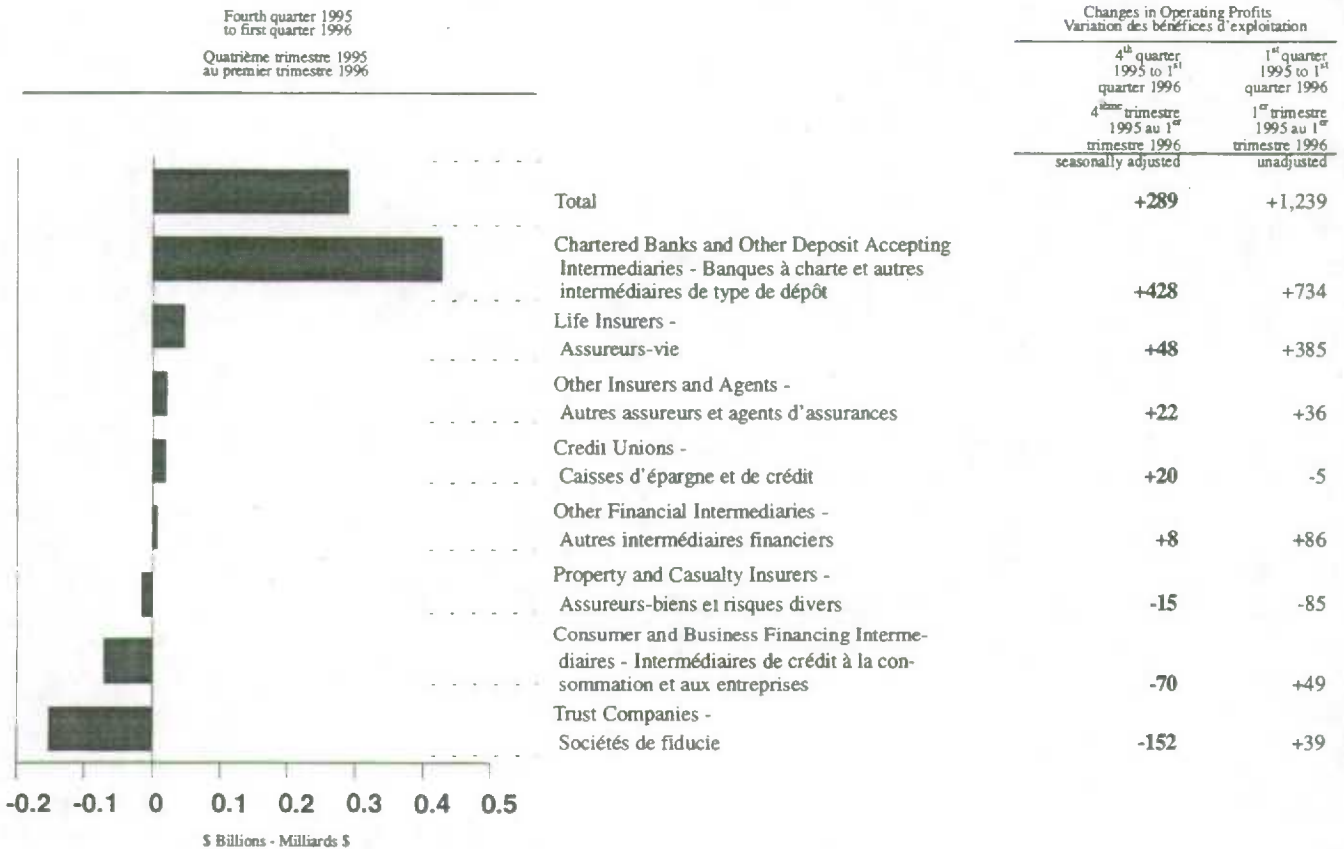 Fourth quarter 1995
to first quarter 1996
Quatrième trimestre 1995
au premier trimestre 1996
Changes in Operating Profits
Variation des bénéfices d'exploitation
4th quarter
1995 to 1st
quarter 1996
4ième trimestre
1995 au 1er
trimestre 1996
seasonally adjusted
1st quarter
1995 to 1st
quarter 1996
1er trimestre
1995 au 1er
trimestre 1996
unadjusted
Total +289 +1,239
Chartered Banks and Other Deposit Accepting
Intermediaries - Banques à charte et autres
intermédiaires de type de dépôt +428 +734
Life Insurers -
Assureurs-vie +48 +385
Other Insurers and Agents -
Autres assureurs et agents d'assurances +22 +36
Credit Unions -
Caisses d'épargne et de crédit +20 -5
Other Financial Intermediaries -
Autres intermédiaires financiers +8 +86
Property and Casualty Insurers -
Assureurs-biens et risques divers -15 -85
Consumer and Business Financing Interme-
diaires - Intermédiaires de crédit à la con-
sommation et aux entreprises -70 +49
Trust Companies -
Sociétés de fiducie -152 +39
-0.2 -0.1 0 0.1 0.2 0.3 0.4 0.5
$ Billions - Milliards $